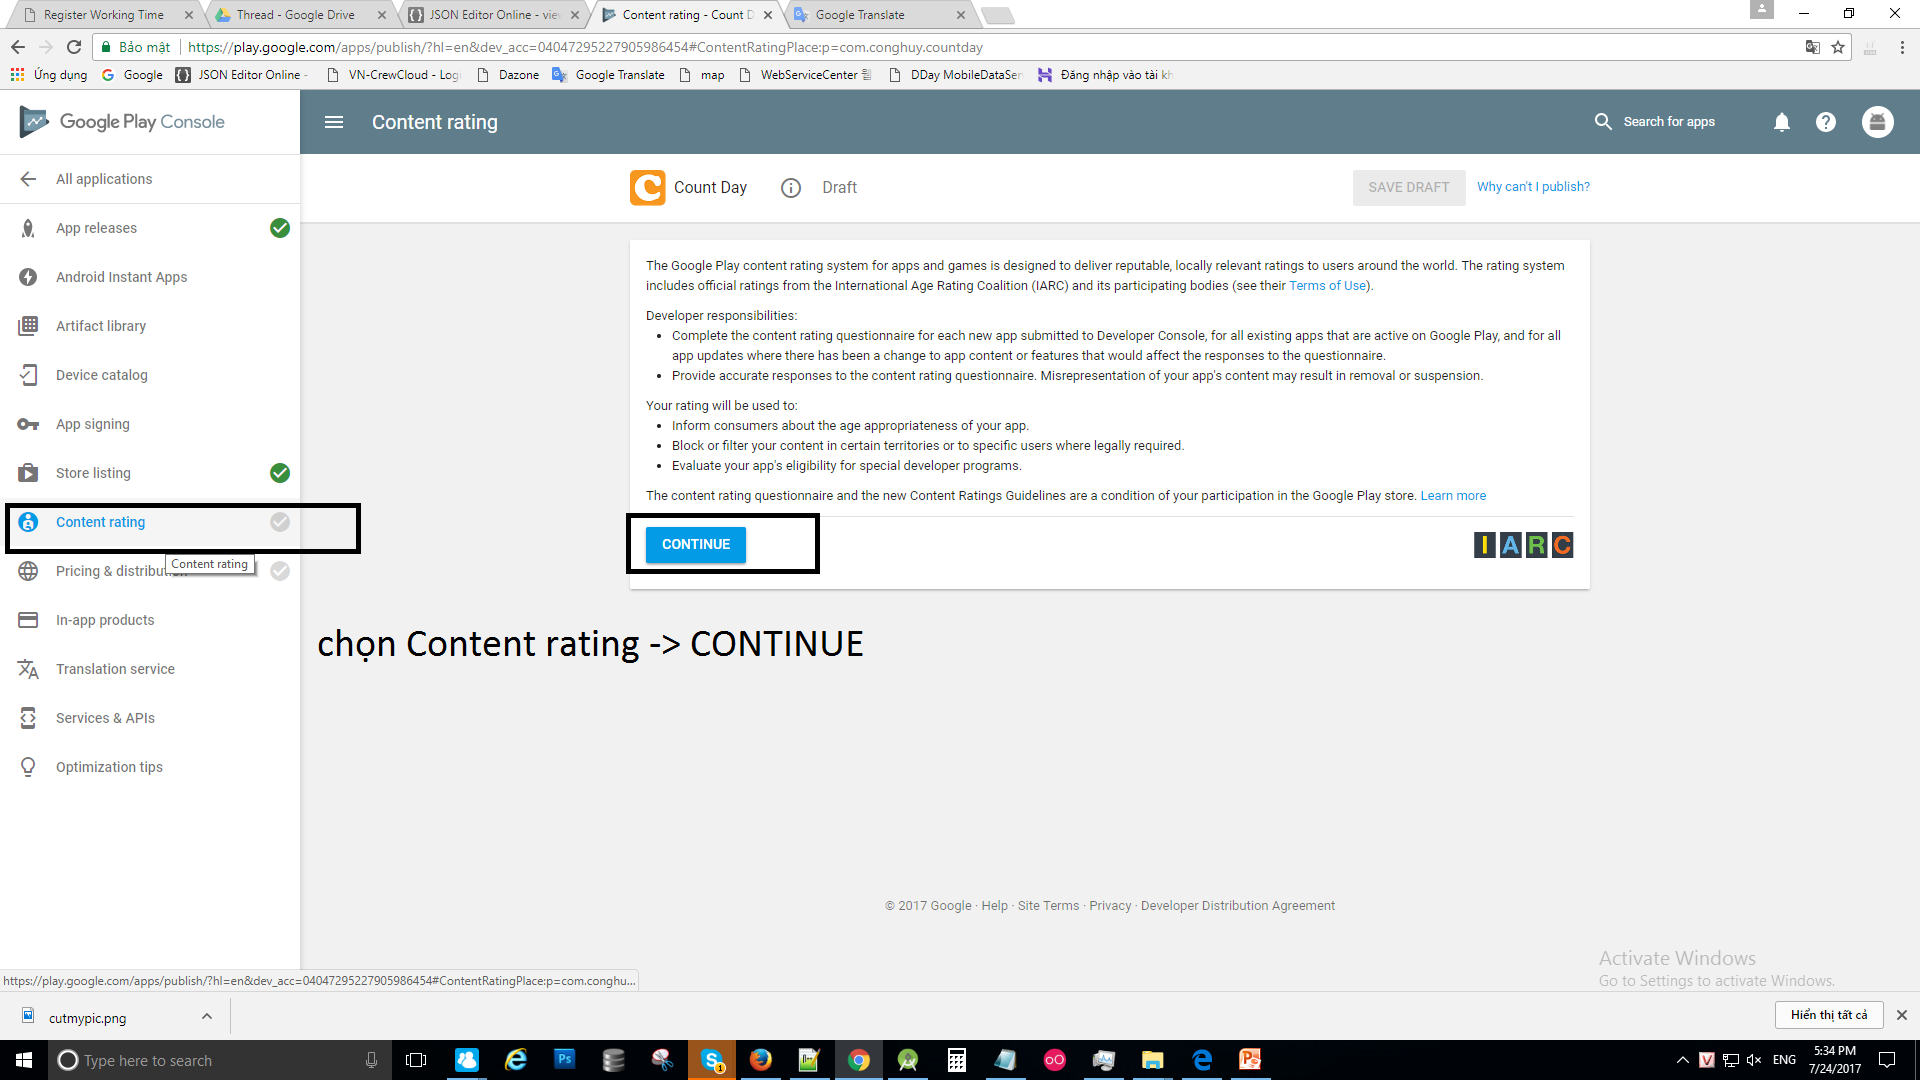 Register Working Time
Thread - Google Drive
JSON Editor Online - vie
Content rating - Count D
Google Translate
Bảo mật
https://play.google.com/apps/publish/?hl=en&dev_acc=04047295227905986454#ContentRatingPlace:p=com.conghuy.countday
Ứng dụng
Google
JSON Editor Online -
VN-CrewCloud - Log
Dazone
Google Translate
map
WebServiceCenter
DDay MobileDataSer
Đăng nhập vào tài kh
Google Play Console
Content rating
Search for apps
All applications
Count Day
Draft
SAVE DRAFT
Why can't I publish?
App releases
Android Instant Apps
Artifact library
Device catalog
App signing
Store listing
Content rating
Content rating
Pricing & distribution
In-app products
Translation service
Services & APIs
Optimization tips
The Google Play content rating system for apps and games is designed to deliver reputable, locally relevant ratings to users around the world. The rating system
includes official ratings from the International Age Rating Coalition (IARC) and its participating bodies (see their Terms of Use).
Developer responsibilities:
Complete the content rating questionnaire for each new app submitted to Developer Console, for all existing apps that are active on Google Play, and for all
app updates where there has been a change to app content or features that would affect the responses to the questionnaire.
Provide accurate responses to the content rating questionnaire. Misrepresentation of your app's content may result in removal or suspension.
Your rating will be used to:
Inform consumers about the age appropriateness of your app.
Block or filter your content in certain territories or to specific users where legally required.
Evaluate your app's eligibility for special developer programs.
The content rating questionnaire and the new Content Ratings Guidelines are a condition of your participation in the Google Play store. Learn more
CONTINUE
IARC
chọn Content rating -> CONTINUE
© 2017 Google · Help · Site Terms · Privacy · Developer Distribution Agreement
Activate Windows
Go to Settings to activate Windows.
https://play.google.com/apps/publish/?hl=en&dev_acc=04047295227905986454#ContentRatingPlace:p=com.conghu...
cutmypic.png
Hiển thị tất cả
Type here to search
ENG
5:34 PM
7/24/2017